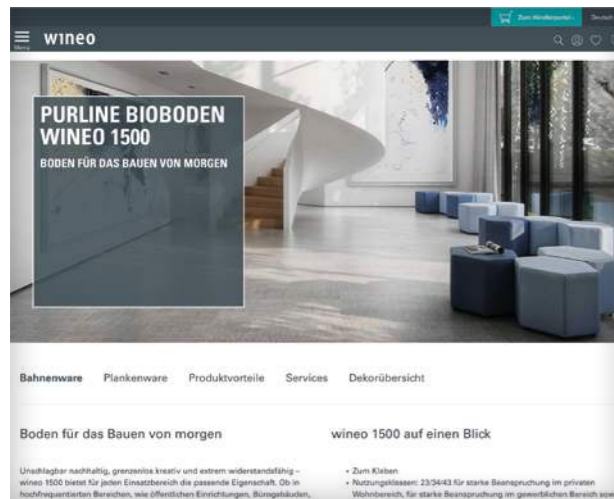 Zum Händlerportal
Deutsch
Menü
wineo
PURLINE BIOBODEN
WINEO 1500
BODEN FÜR DAS BAUEN VON MORGEN
Bahnenware
Plankenware
Produktvorteile
Services
Dekorübersicht
Boden für das Bauen von morgen
Unschlagbar nachhaltig, grenzenlos kreativ und extrem widerstandsfähig –
wineo 1500 bietet für jeden Einsatzbereich die passende Eigenschaft. Ob in
hochfrequentierten Bereichen, wie öffentlichen Einrichtungen, Bürogebäuden,
wineo 1500 auf einen Blick
• Zum Kleben
• Nutzungsklassen: 23/34/43 für starke Beanspruchung im privaten
Wohnbereich, für starke Beanspruchung im gewerblichen Bereich sow